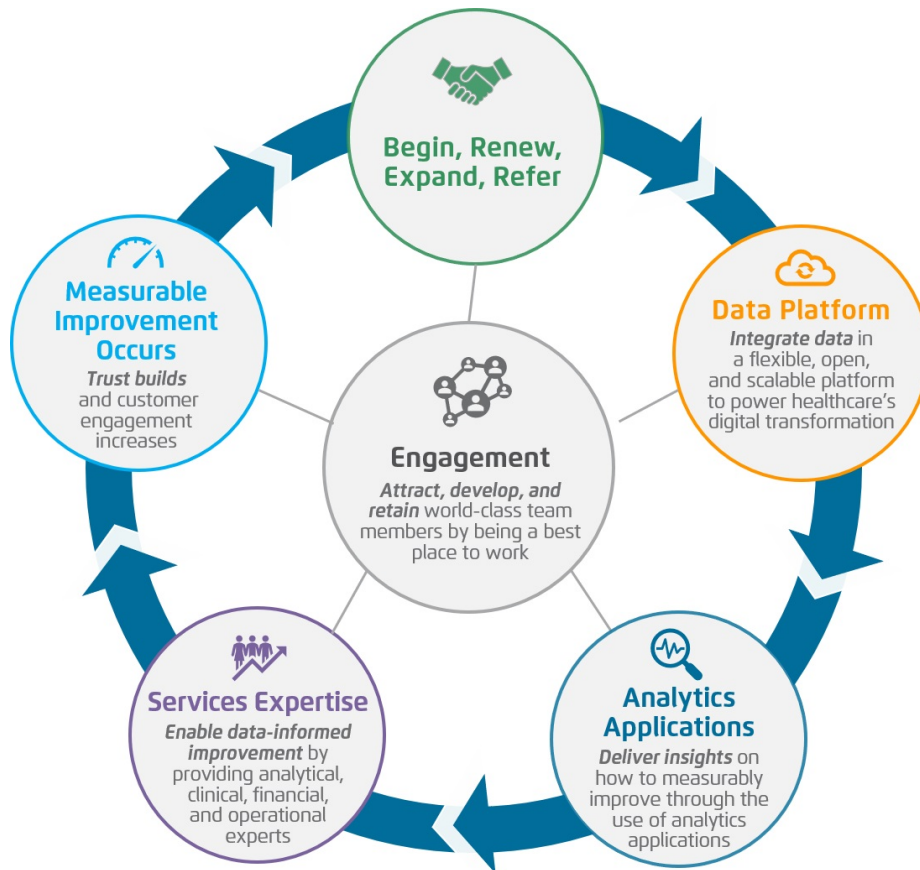 Begin, Renew,
Expand, Refer
Data Platform
Integrate data in
a flexible, open,
and scalable platform
to power healthcare's
digital transformation
Analytics
Applications
Deliver insights on
how to measurably
improve through the
use of analytics
applications
Services Expertise
Enable data-informed
improvement by
providing analytical,
clinical, financial,
and operational
experts
Measurable
Improvement
Occurs
Trust builds
and customer
engagement
increases
Engagement
Attract, develop, and
retain world-class team
members by being a best
place to work